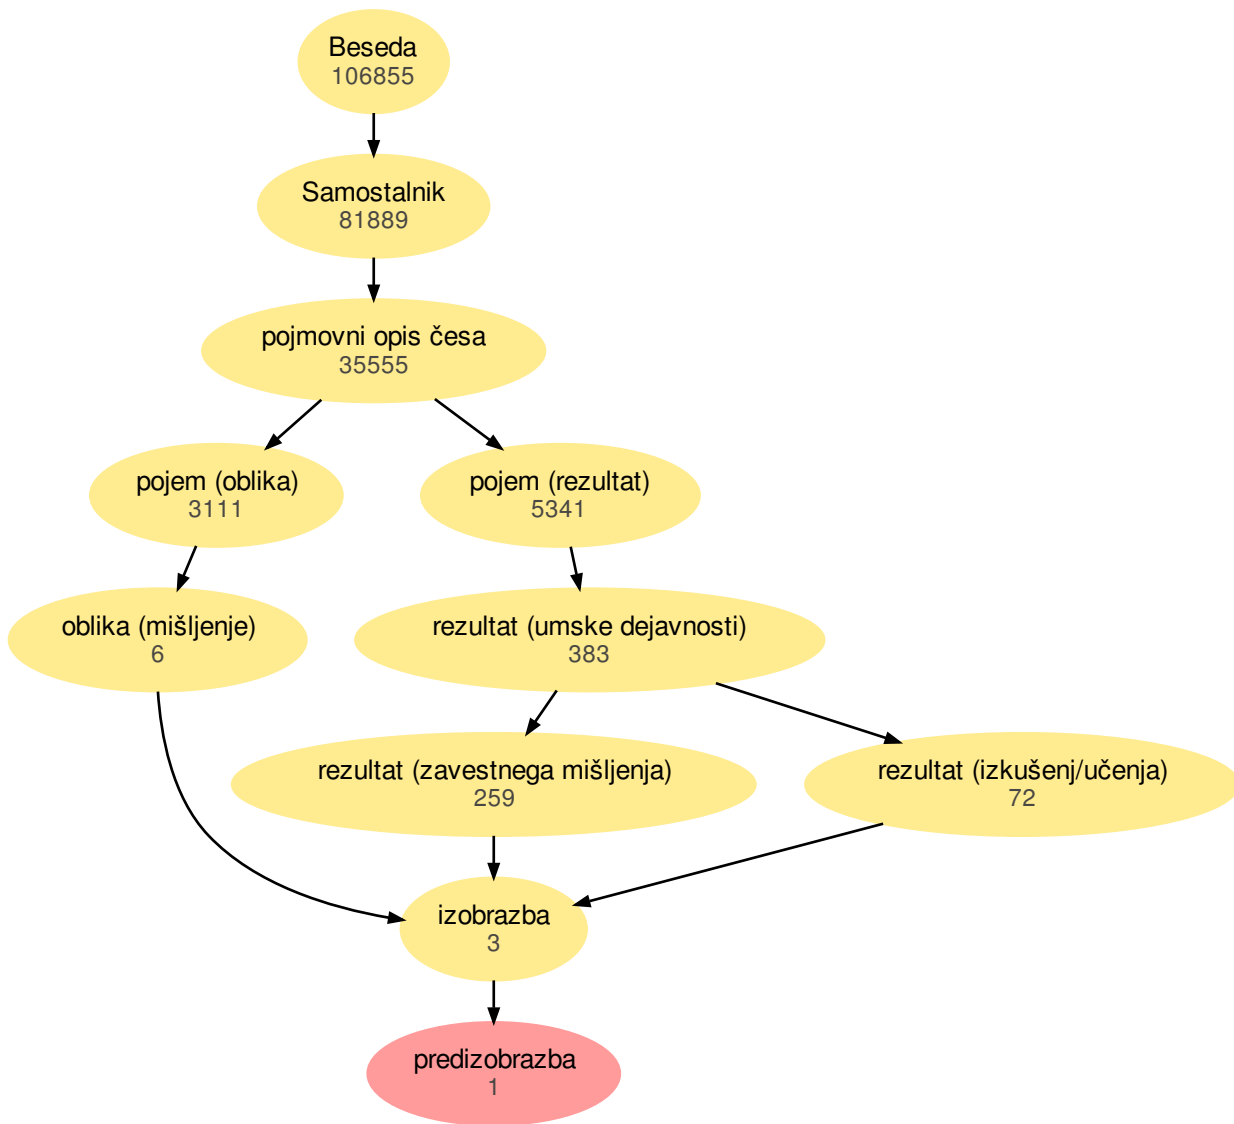 Beseda
106855
Samostalnik
81889
pojmovni opis česa
35555
pojem (oblika)
3111
pojem (rezultat)
5341
oblika (mišljenje)
6
rezultat (umske dejavnosti)
383
rezultat (zavestnega mišljenja)
259
rezultat (izkušenj/učenja)
72
izobrazba
3
predizobrazba
1